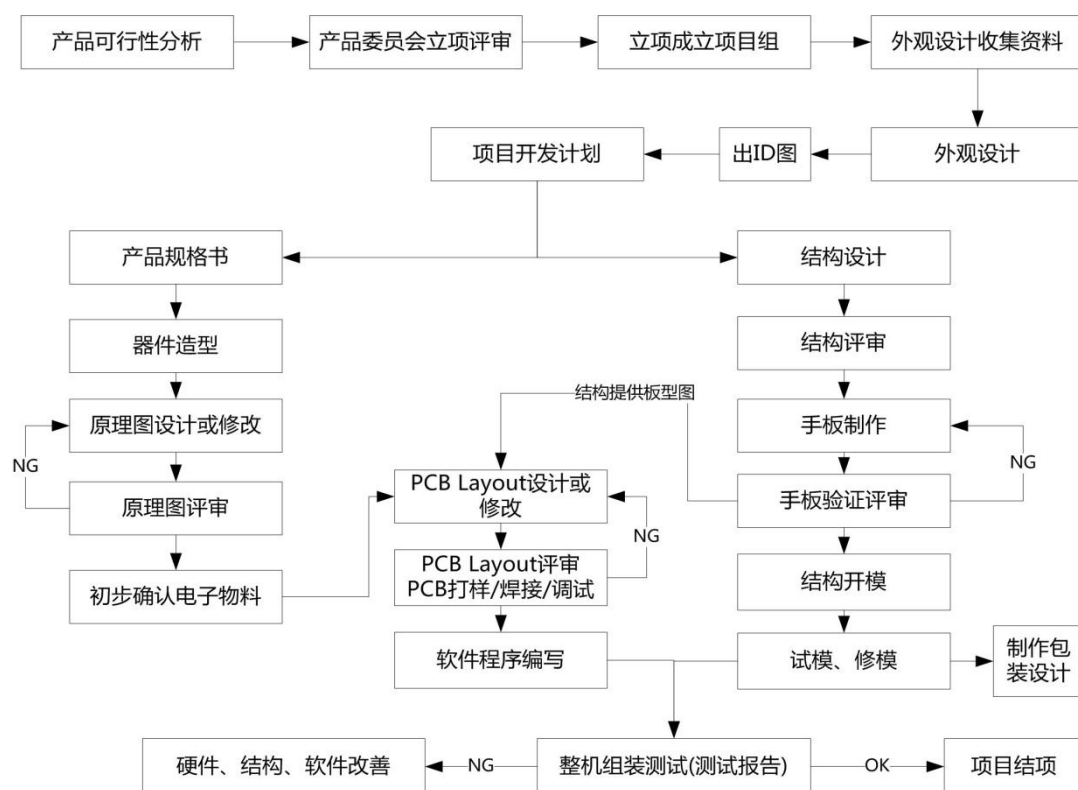 产品可行性分析
产品委员会立项评审
立项成立项目组
外观设计收集资料
项目开发计划
出ID图
外观设计
产品规格书
结构设计
器件造型
结构评审
结构提供板型图
原理图设计或修改
手板制作
NG
NG
PCB Layout设计或
修改
原理图评审
手板验证评审
NG
PCB Layout评审
PCB打样/焊接/调试
初步确认电子物料
结构开模
软件程序编写
试模、修模
制作包
装设计
硬件、结构、软件改善
NG
整机组装测试(测试报告)
OK
项目结项